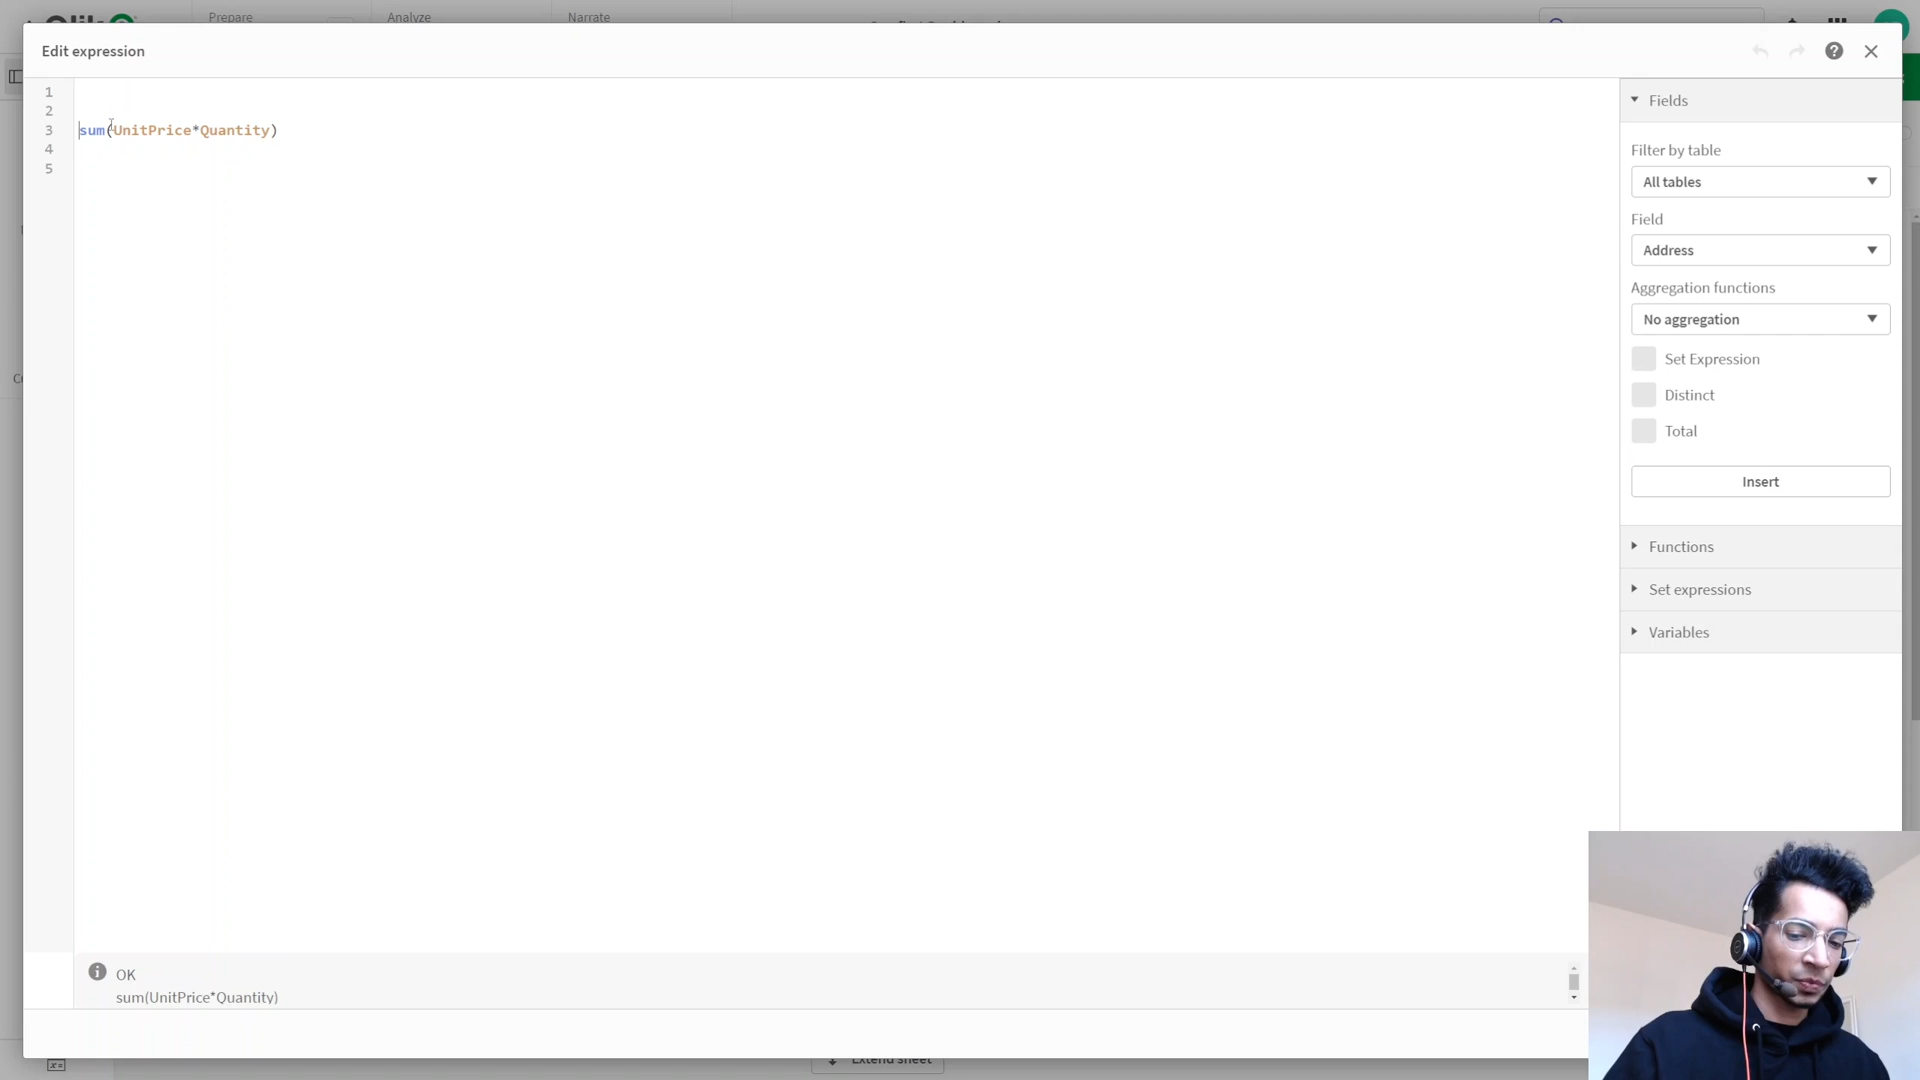 Prepare
Analyze
Narrate
Edit expression
1
2
3 sum(UnitPrice*Quantity)
4
5
Fields
Filter by table
All tables
Field
Address
Aggregation functions
No aggregation
Set Expression
Distinct
Total
Insert
Functions
Set expressions
Variables
OK
sum(UnitPrice*Quantity)
Extend sheet